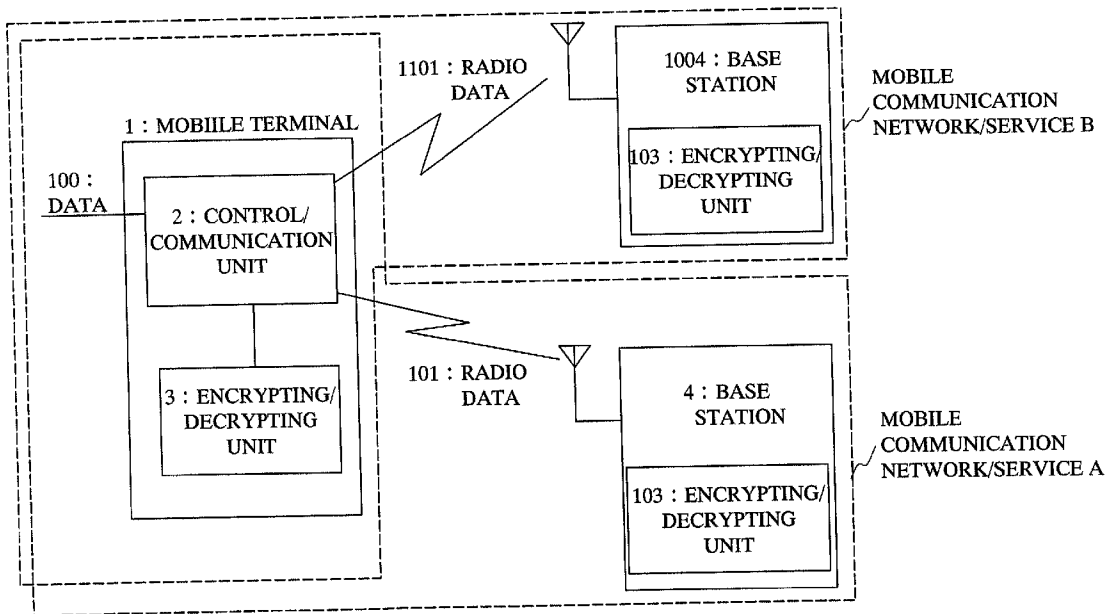 1101 : RADIO
DATA
1004 : BASE
STATION
103 : ENCRYPTING/
DECRYPTING
UNIT
MOBILE
COMMUNICATION
NETWORK/SERVICE B
1 : MOBIILE TERMINAL
100 :
DATA
2 : CONTROL/
COMMUNICATION
UNIT
3 : ENCRYPTING/
DECRYPTING
UNIT
101 : RADIO
DATA
4 : BASE
STATION
103 : ENCRYPTING/
DECRYPTING
UNIT
MOBILE
COMMUNICATION
NETWORK/SERVICE A